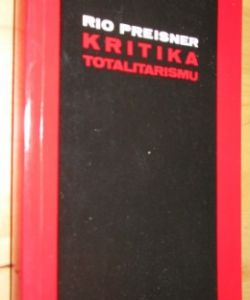 RIO PREISNER
KRITIKA
TOTALITARISMU